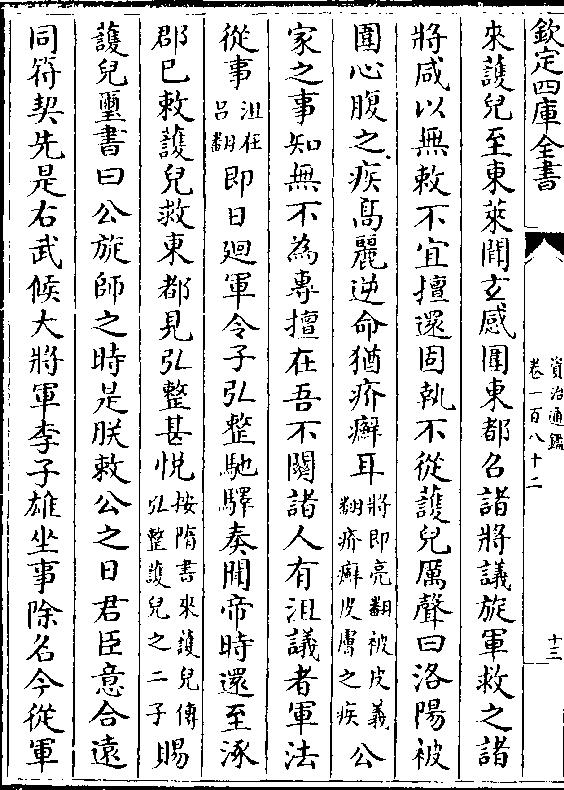 欽定四庫全書
資治通鑑
卷一百八十二
十三
來護兒至東萊聞玄感圍東都名諸將議旋軍救之諸
將咸以無敕不宜擅還固執不從護兒厲聲曰洛陽被
圍心腹之疾髙麗逆命猶疥癬耳將即亮翻被皮義翻疥癬皮膚之疾公
家之事知無不為專擅在吾不關諸人有沮議者軍法
從事沮在吕翻即日廻軍令子弘整馳驛奏聞帝時還至涿
郡已敕護兒救東都見弘整甚悅按隋書來護兒傳弘整護兒之二子賜
護兒璽書曰公旋師之時是朕敕公之日君臣意合遠
同符契先是右武候大將軍李子雄坐事除名令從軍